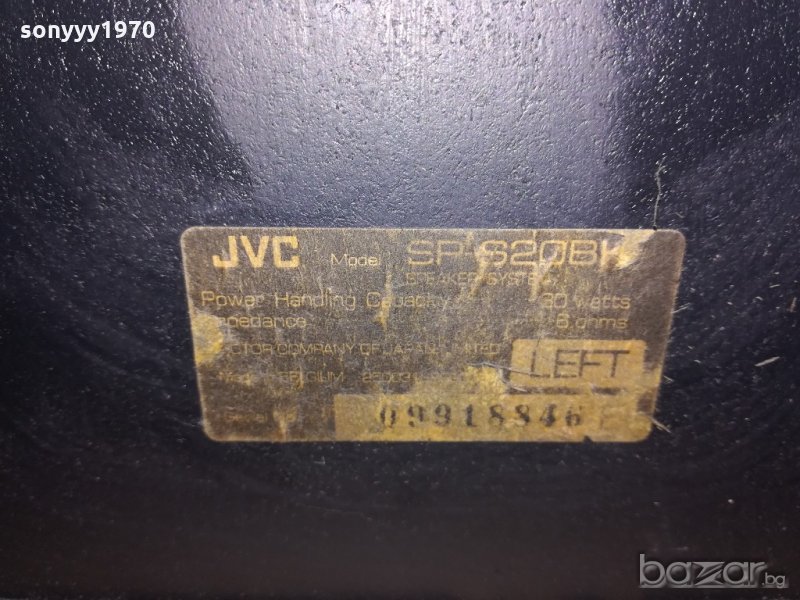 sonyyy1970
JVC Model SP-S20BK
SPEAKER SYSTEM
Power Handling Capacity 30 watts
Impedance ohms
VICTOR COMPANY OF JAPAN, LIMITED
LEFT
BELGIUM
09918846
bazar.bg